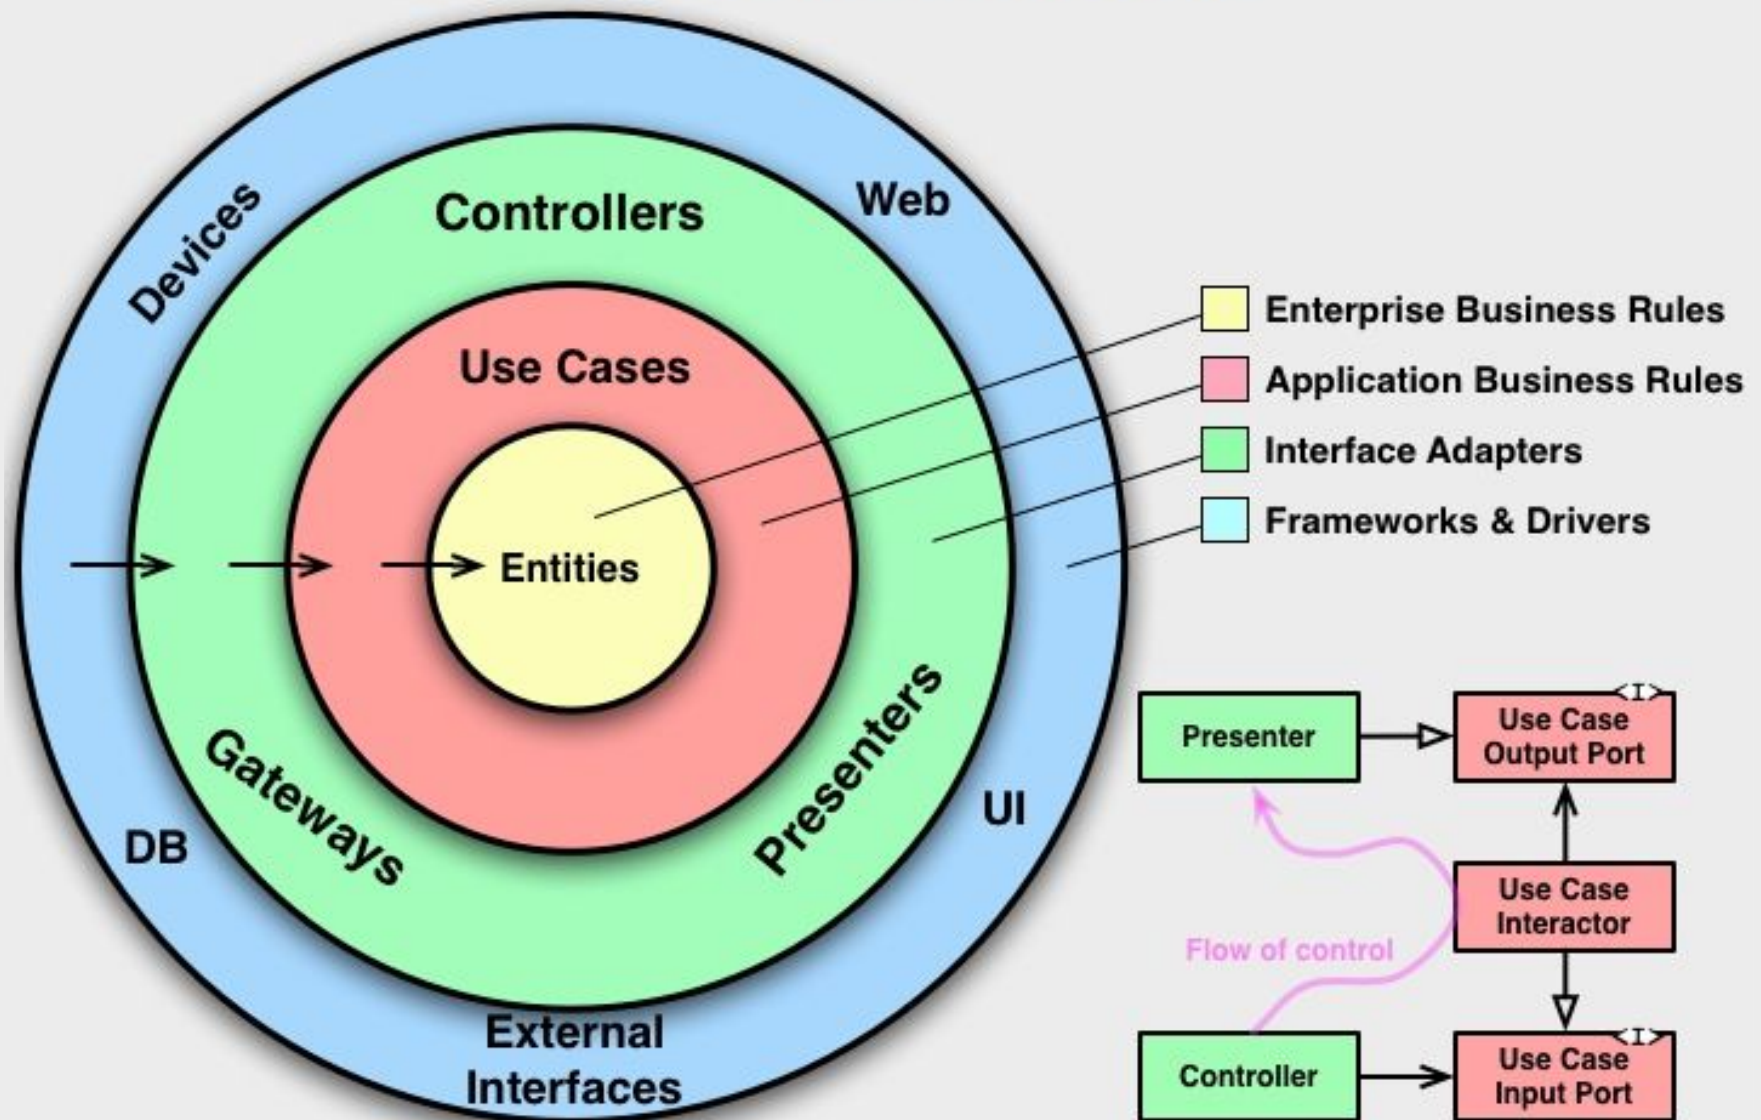 Devices
Controllers
Web
Use Cases
Entities
Gateways
Presenters
DB
UI
External
Interfaces
Enterprise Business Rules
Application Business Rules
Interface Adapters
Frameworks & Drivers
Presenter
<I>
Use Case
Output Port
Use Case
Interactor
Flow of control
Controller
<I>
Use Case
Input Port